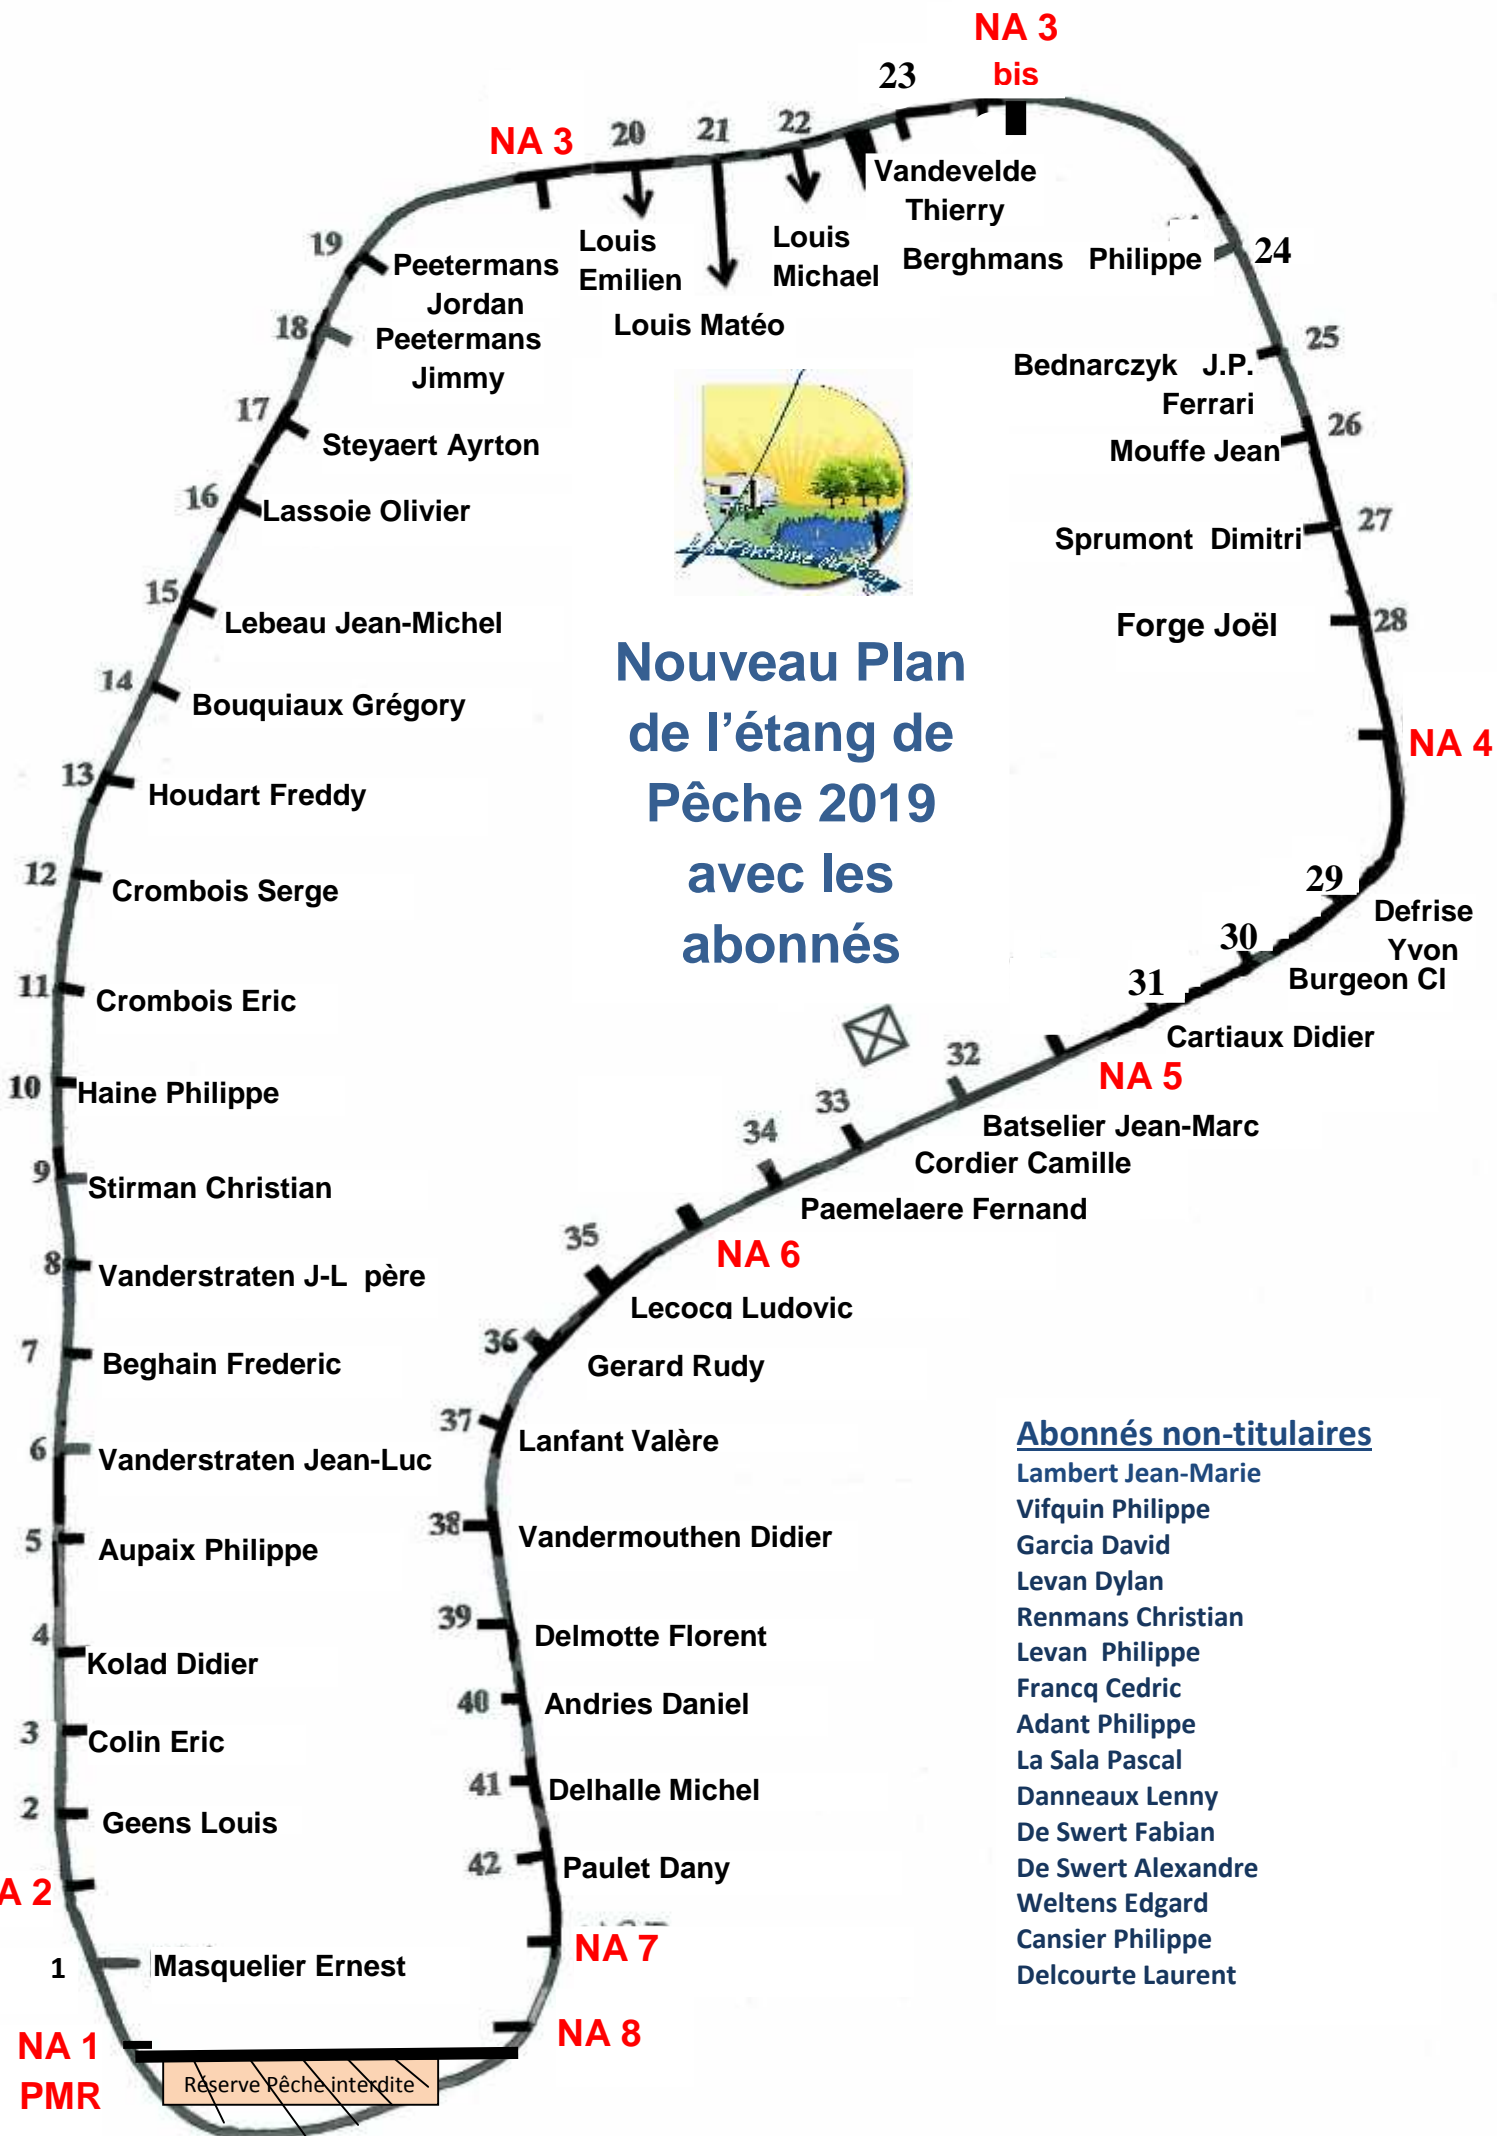 NA 3
bis
23
NA 3
20
21
22
Vandevelde
Thierry
19
Peetermans
Jordan
Louis
Emilien
Louis
Michael
Louis Matéo
Berghmans Philippe
24
18
Peetermans
Jimmy
25
Bednarczyk J.P.
Ferrari
17
Steyaert Ayrton
26
Mouffe Jean
16
Lassoie Olivier
27
Sprumont Dimitri
15
Lebeau Jean-Michel
28
Forge Joël
Nouveau Plan
de l’étang de
Pêche 2019
avec les
abonnés
14
Bouquiaux Grégory
NA 4
13
Houdart Freddy
12
Crombois Serge
29
Defrise
Yvon
30
Burgeon Cl
11
Crombois Eric
31
Cartiaux Didier
10
Haine Philippe
NA 5
32
Batselier Jean-Marc
33
Cordier Camille
34
Paemelaere Fernand
9
Stirman Christian
NA 6
8
Vanderstraten J-L père
35
Lecocq Ludovic
7
Beghain Frederic
36
Gerard Rudy
6
Vanderstraten Jean-Luc
37
Lanfant Valère
5
Aupaix Philippe
38
Vandermouthen Didier
4
Kolad Didier
39
Delmotte Florent
3
Colin Eric
40
Andries Daniel
2
Geens Louis
41
Delhalle Michel
42
Paulet Dany
A 2
1
Masquelier Ernest
NA 7
NA 1
PMR
NA 8
Réserve Pêche interdite
Abonnés non-titulaires
Lambert Jean-Marie
Vifquin Philippe
Garcia David
Levan Dylan
Renmans Christian
Levan Philippe
Francq Cedric
Adant Philippe
La Sala Pascal
Danneaux Lenny
De Swert Fabian
De Swert Alexandre
Weltens Edgard
Cansier Philippe
Delcourte Laurent